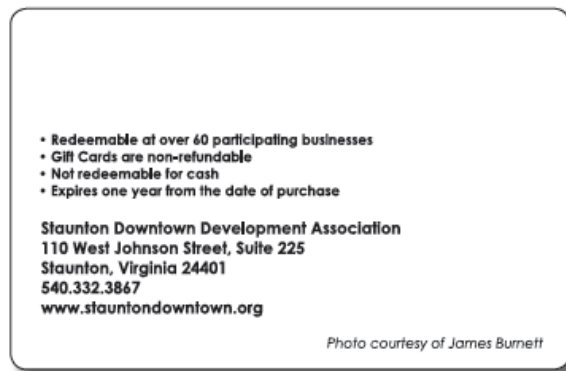 • Redeemable at over 60 participating businesses
• Gift Cards are non-refundable
• Not redeemable for cash
• Expires one year from the date of purchase
Staunton Downtown Development Association
110 West Johnson Street, Suite 225
Staunton, Virginia 24401
540.332.3867
www.stauntondowntown.org
Photo courtesy of James Burnett